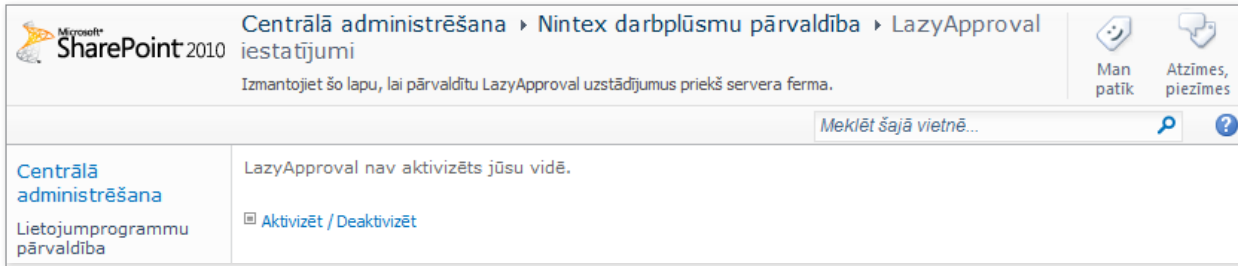 Microsoft®
SharePoint 2010
Centrālā administrēšana ▸ Nintex darbplūsmu pārvaldība ▸ LazyApproval
iestatījumi
Izmantojiet šo lapu, lai pārvaldītu LazyApproval uzstādījumus priekš servera ferma.
Man
patīk
Atzīmes,
piezīmes
Meklēt šajā vietnē...
Centrālā
administrēšana
Lietojumprogrammu
pārvaldība
LazyApproval nav aktivizēts jūsu vidē.
Aktivizēt / Deaktivizēt